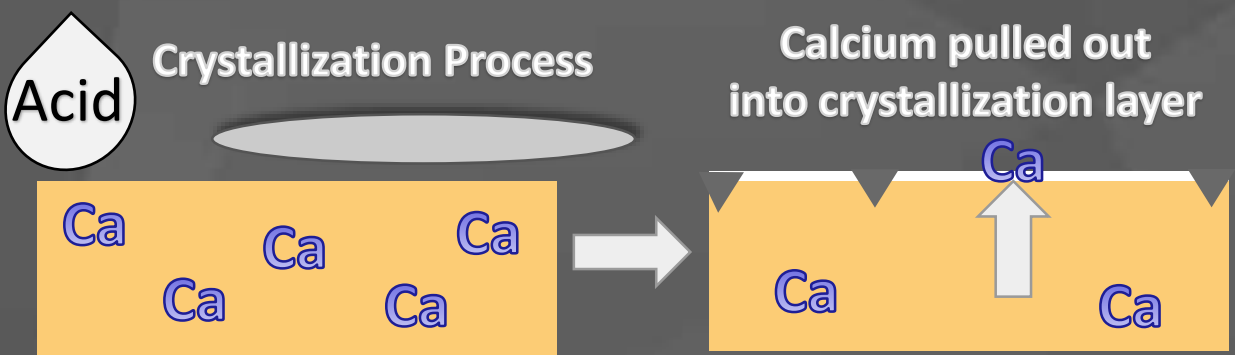 Acid
Crystallization Process
Ca
Ca
Ca
Ca
Ca
Calcium pulled out
into crystallization layer
Ca
Ca
Ca